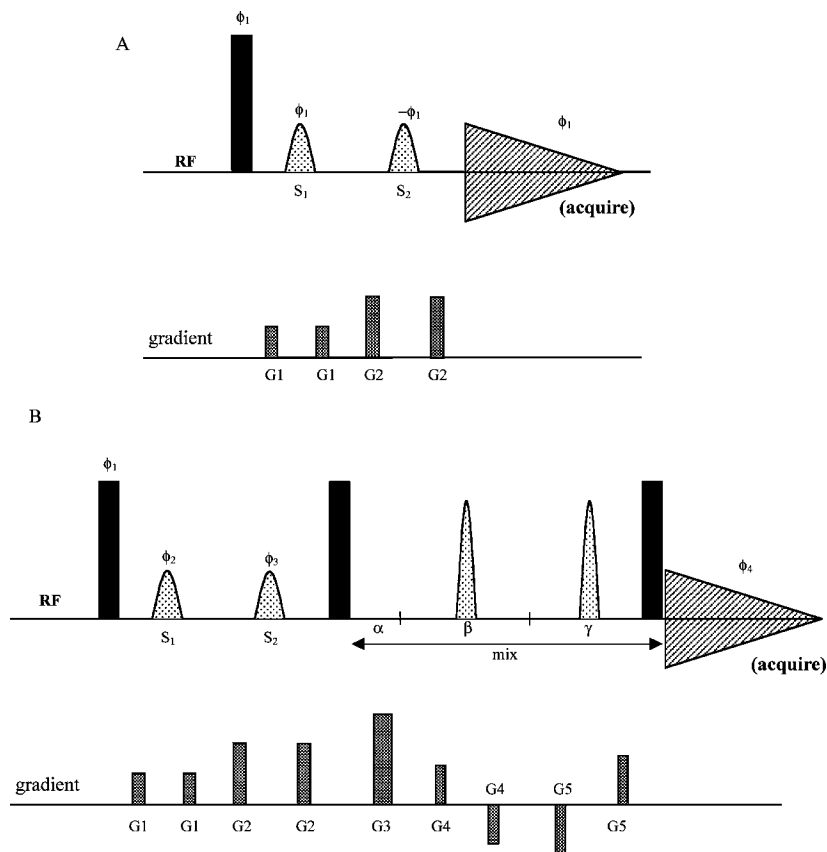 A
ϕ1
ϕ1 −ϕ1 ϕ1
RF
S1 S2
(acquire)
gradient
G1 G1 G2 G2
B
ϕ1
ϕ2 ϕ3 ϕ4
RF
S1 S2 α β γ
mix
(acquire)
gradient
G4 G5
G1 G1 G2 G2 G3 G4 G5